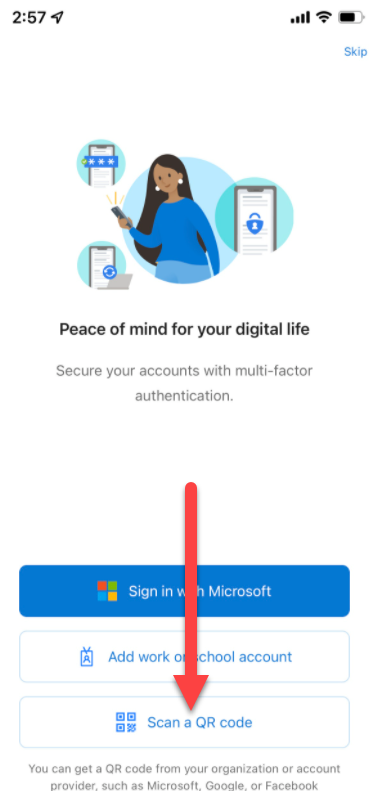 2:57
Skip
* * *
Peace of mind for your digital life
Secure your accounts with multi-factor
authentication.
Sign in with Microsoft
Add work or school account
Scan a QR code
You can get a QR code from your organization or account
provider, such as Microsoft, Google, or Facebook